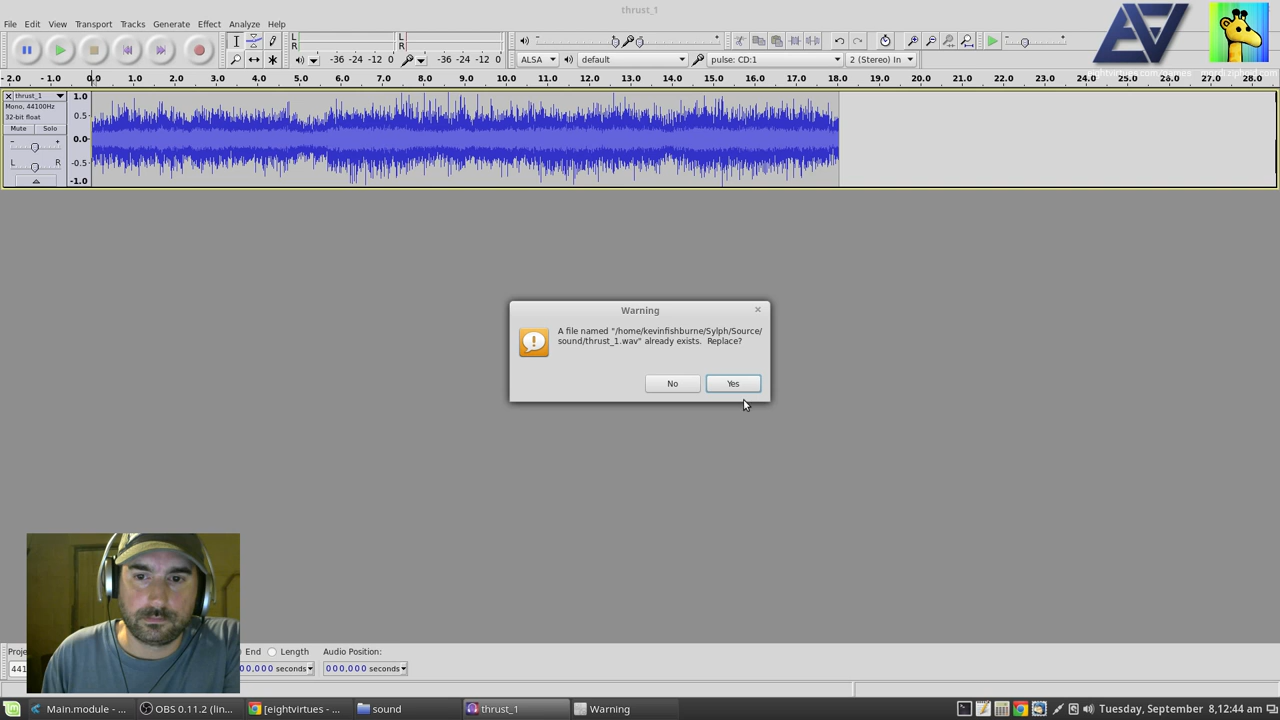 thrust_1
File Edit View Transport Tracks Generate Effect Analyze Help
L
R
-36 -24 -12 0
L
R
-36 -24 -12 0
ALSA
default
pulse: CD:1
2 (Stereo) In
- 2.0 - 1.0 0.0 1.0 2.0 3.0 4.0 5.0 6.0 7.0 8.0 9.0 10.0 11.0 12.0 13.0 14.0 15.0 16.0 17.0 18.0 19.0 20.0 21.0 22.0 23.0 24.0 25.0 26.0 27.0 28.0
thrust_1
Mono, 44100Hz
32-bit float
Mute Solo
- +
L R
1.0
0.5
0.0
-0.5
-1.0
Warning
A file named "/home/kevinfishburne/Sylph/Source/
sound/thrust_1.wav" already exists. Replace?
No Yes
End Length Audio Position:
441
00,000 seconds
000,000 seconds
Main.module - ...
OBS 0.11.2 (lin...
[eightvirtues - ...
sound
thrust_1
Warning
Tuesday, September 8, 12:44 am